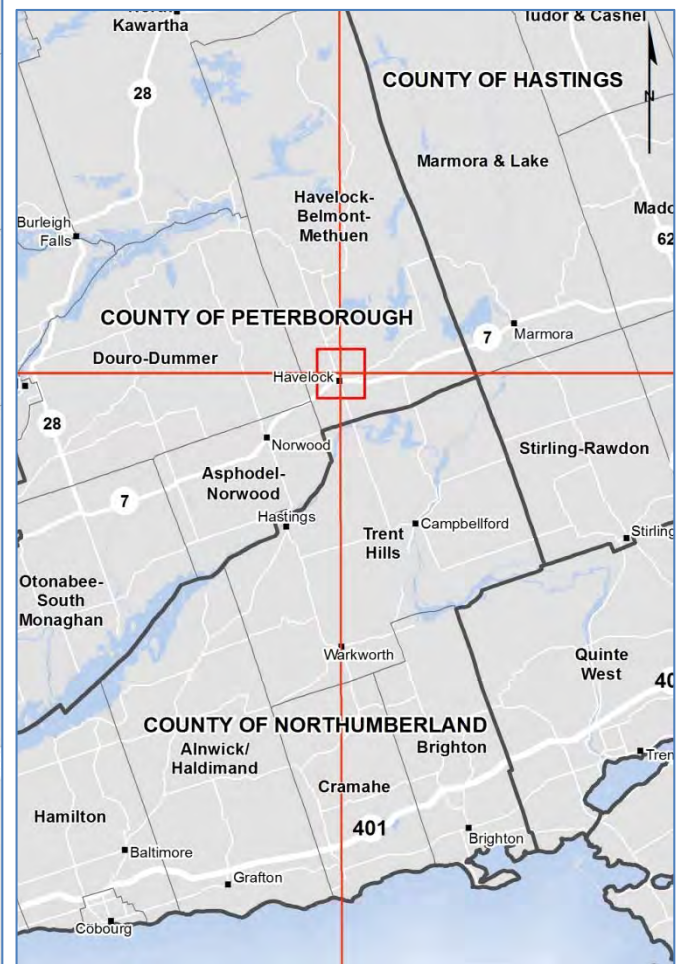 Kawartha
Tudor & Cashel
28
COUNTY OF HASTINGS
N
Marmora & Lake
Havelock-
Belmont-
Methuen
Burleigh
Falls
62
COUNTY OF PETERBOROUGH
7
Marmora
Douro-Dummer
Havelock
28
Norwood
Stirling-Rawdon
Asphodel-
Norwood
7
Hastings
Campbellford
Trent
Hills
Stirling
Otonabee-
South
Monaghan
Warkworth
Quinte
West
40
COUNTY OF NORTHUMBERLAND
Alnwick/
Haldimand
Brighton
Tren
Cramahe
Hamilton
401
Brighton
Baltimore
Grafton
Cobourg